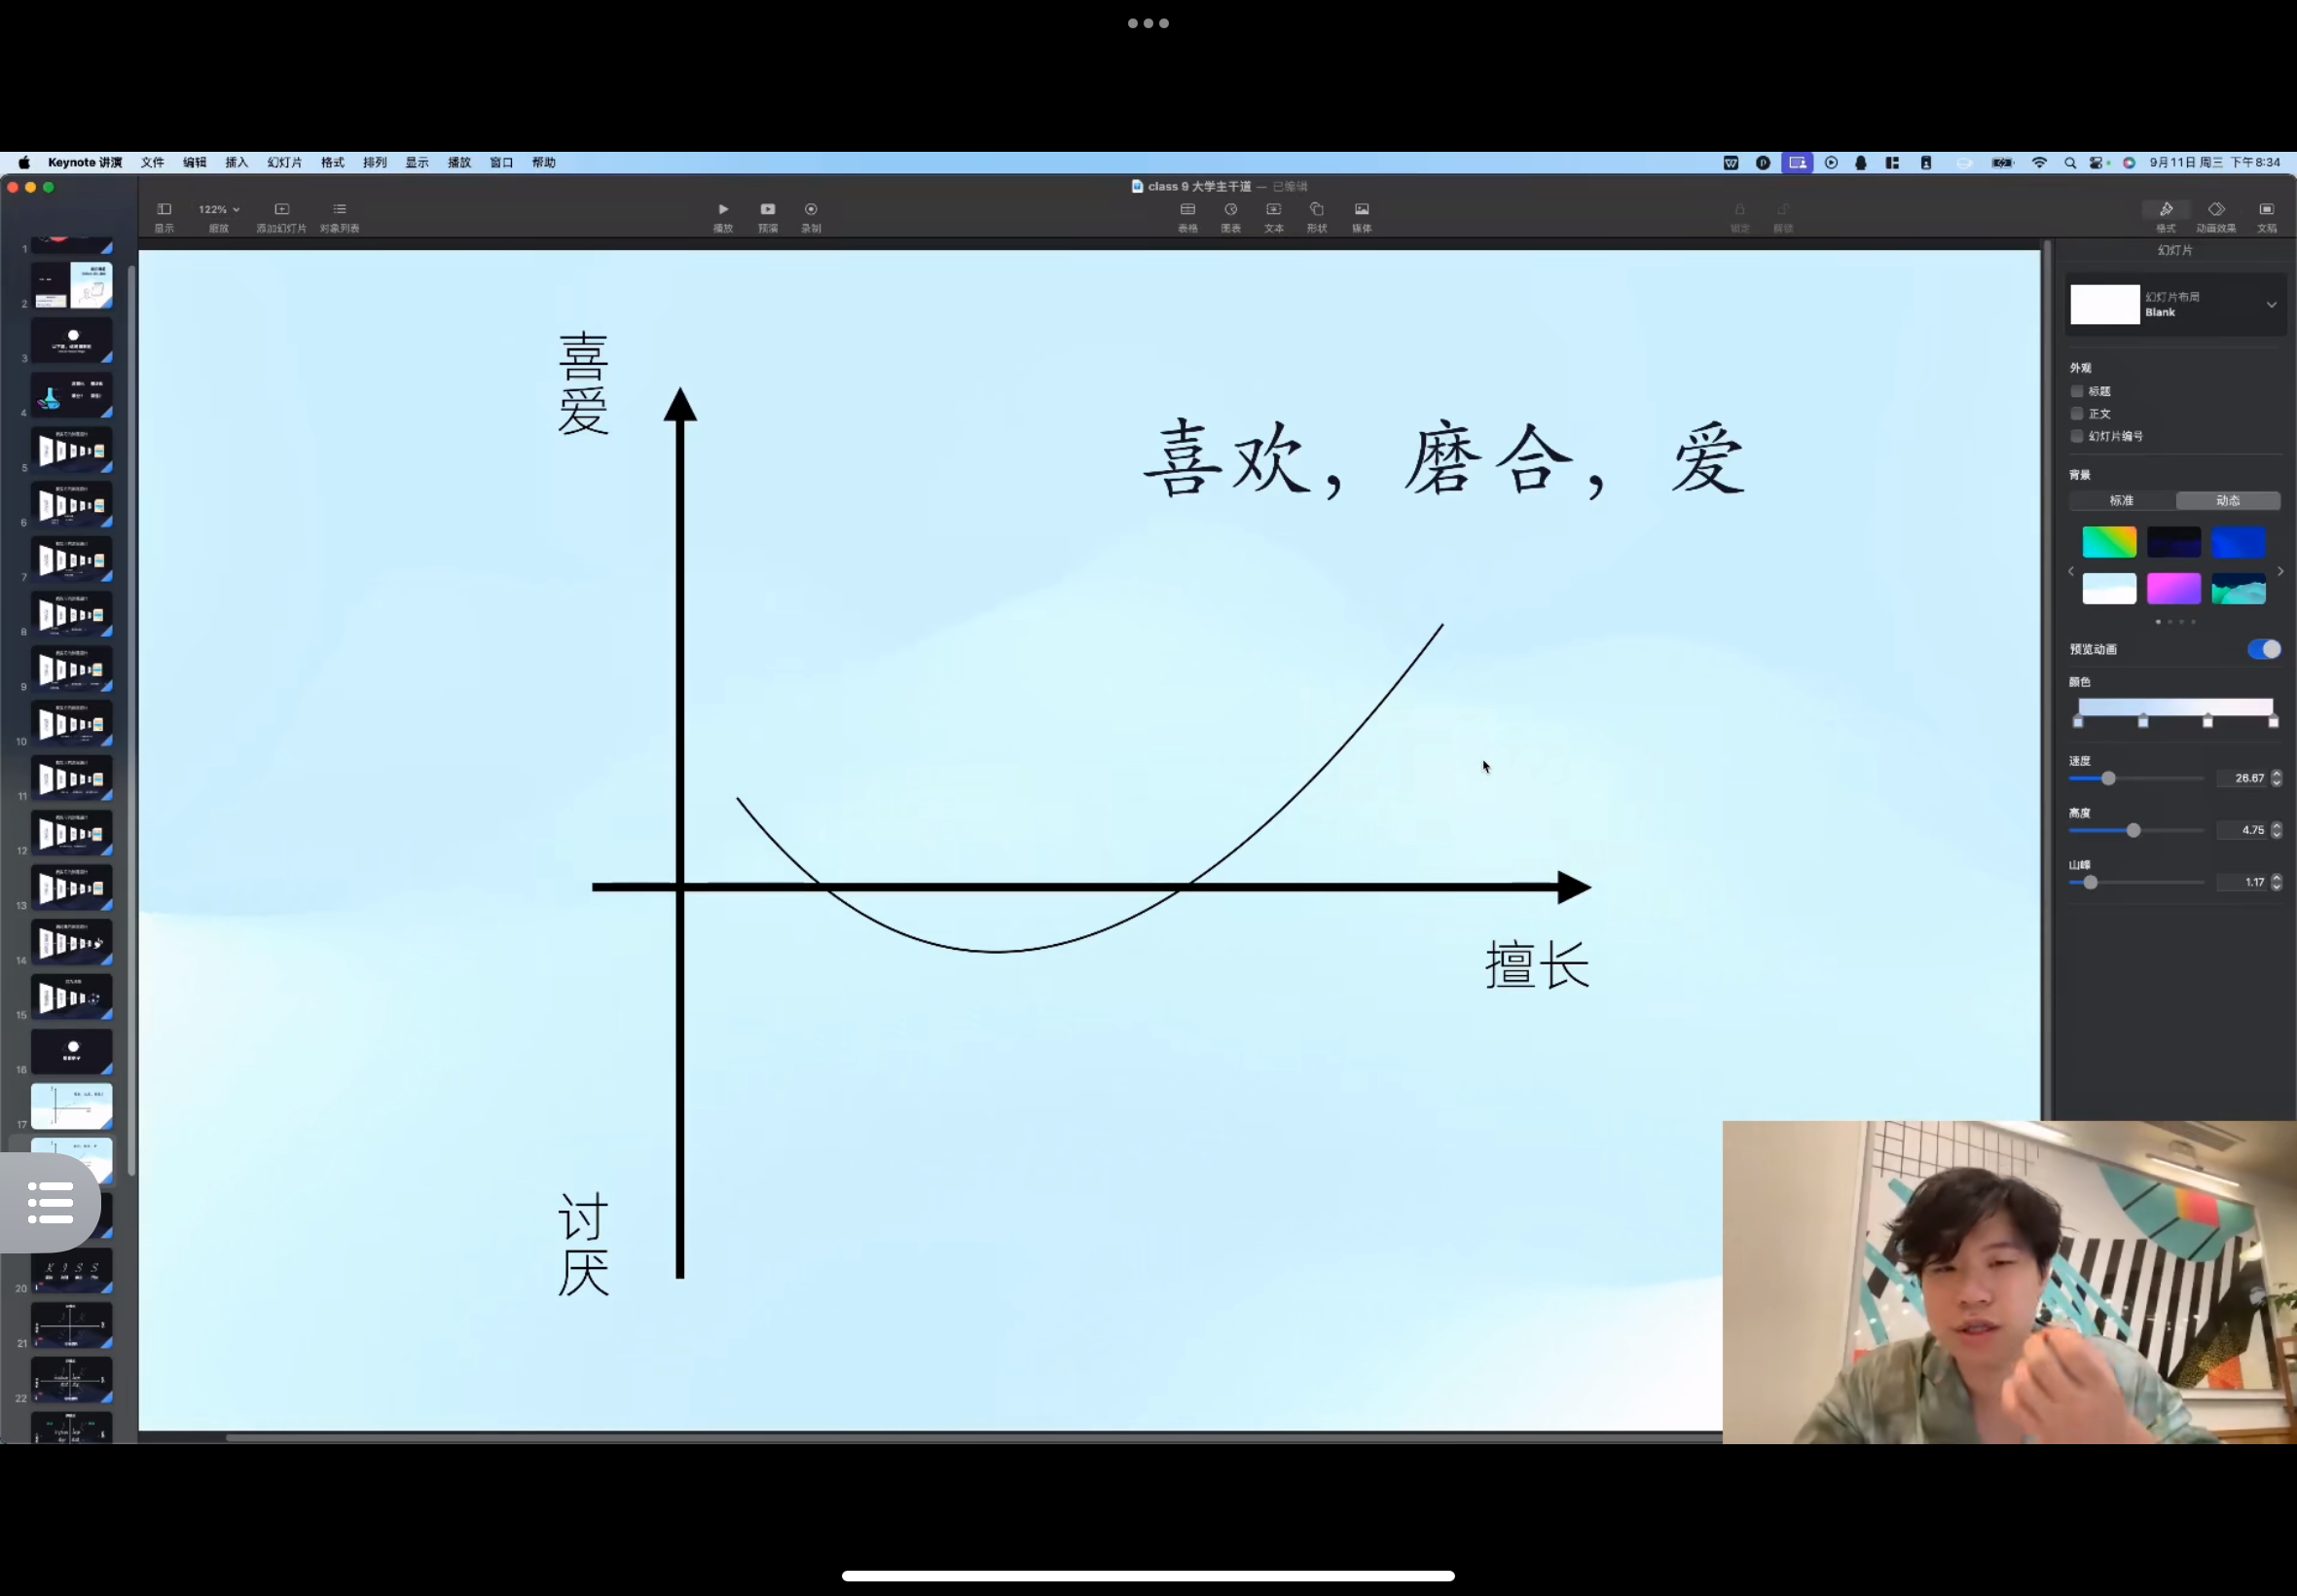 Keynote 讲演 文件 编辑 插入 幻灯片 格式 排列 显示 播放 窗口 帮助
9月11日 周三 下午8:34
class 9 大学主干道 — 已编辑
122%
显示 缩放 添加幻灯片 对象列表 播放 预演 录制 表格 图表 文本 形状 媒体 锁定 解锁 格式 动画效果 文稿
1
2
3
4
5
6
7
8
9
10
11
12
13
14
15
16
17
20
21
22
喜爱
喜欢，磨合，爱
擅长
讨厌
幻灯片
幻灯片布局
Blank
外观
标题
正文
幻灯片编号
背景
标准 动态
预览动画
颜色
速度
26.67
高度
4.75
山峰
1.17